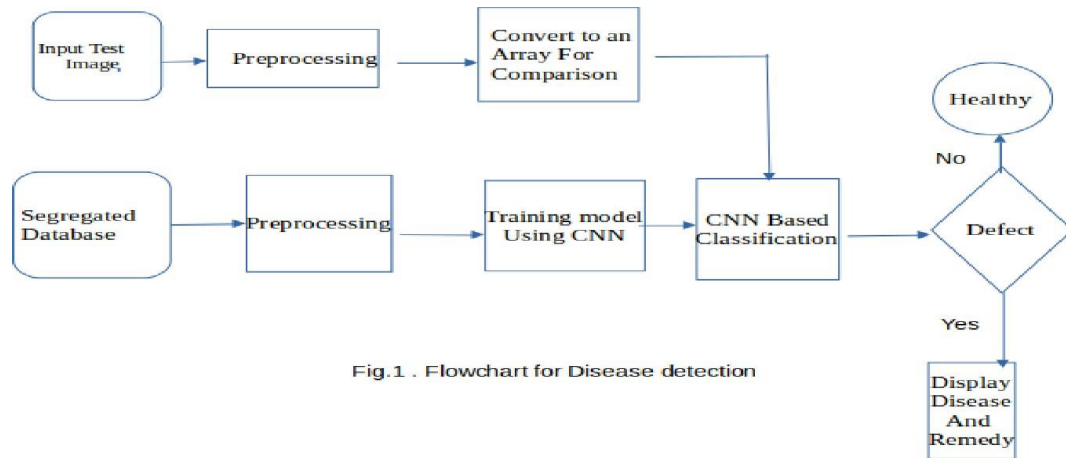 Input Test
Image,
Preprocessing
Convert to an
Array For
Comparison
Healthy
No
Segregated
Database
Preprocessing
Training model
Using CNN
CNN Based
Classification
Defect
Yes
Fig.1 . Flowchart for Disease detection
Display
Disease
And
Remedy